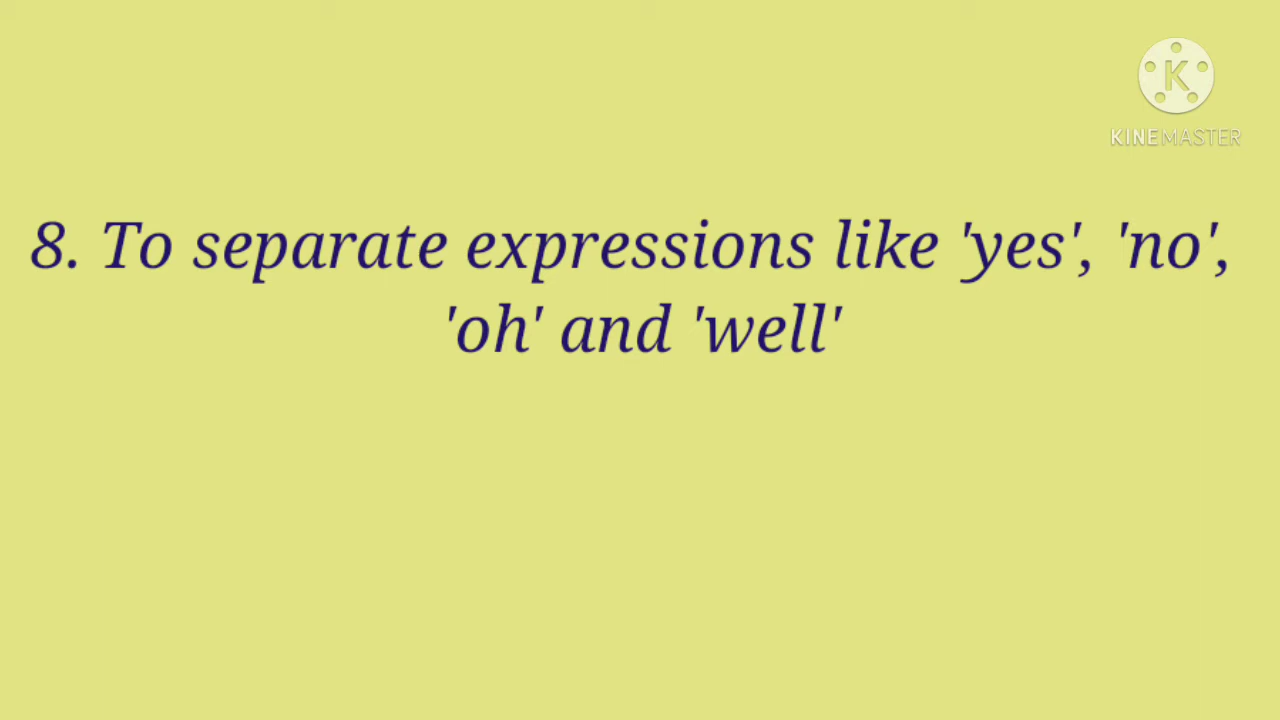 KINEMASTER
8. To separate expressions like 'yes', 'no',
'oh' and 'well'